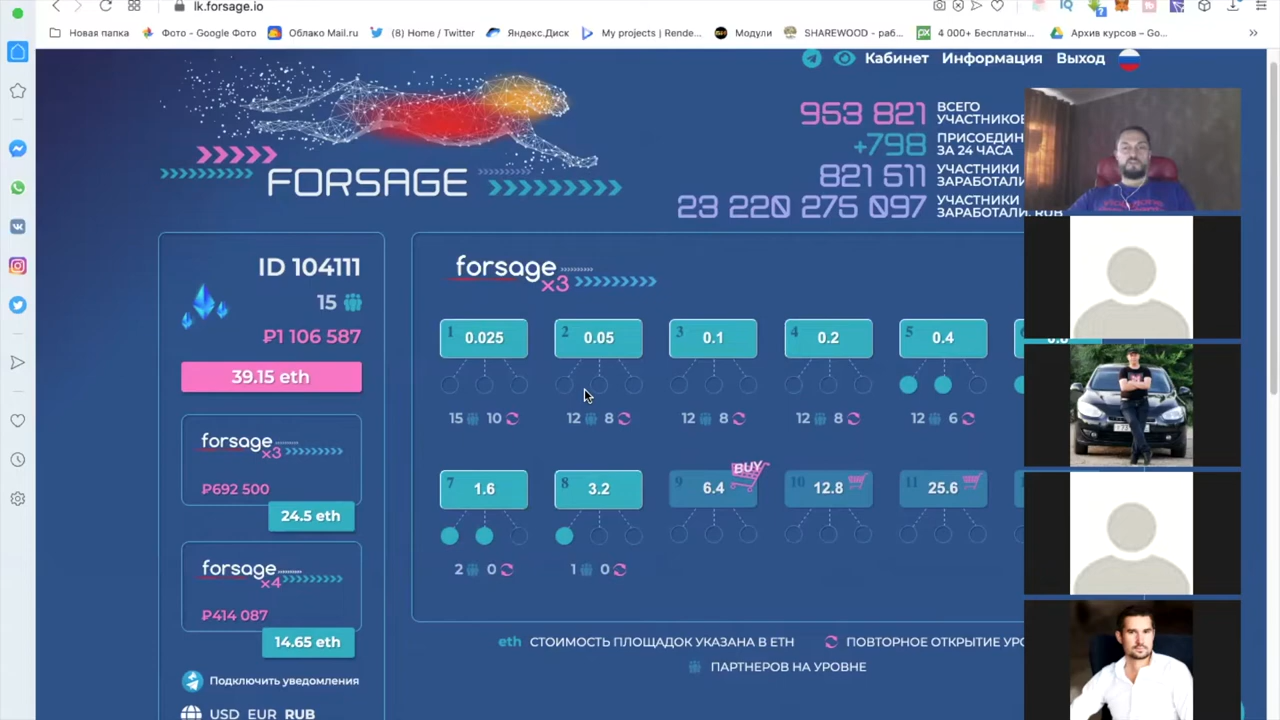 lk.forsage.io
Новая папка
Фото - Google Фото
Облако Mail.ru
(8) Home / Twitter
Яндекс.Диск
My projects | Rende...
Модули
SHAREWOOD - раб...
4 000+ Бесплатны...
Архив курсов – Go...
Кабинет Информация Выход
FORSAGE
953 821 ВСЕГО
УЧАСТНИКОВ
+798 ПРИСОЕДИН
ЗА 24 ЧАСА
821 511 УЧАСТНИКИ
ЗАРАБОТАЛИ,
23 220 275 097 УЧАСТНИКИ
ЗАРАБОТАЛИ, RUB
ID 104111
15
₽1 106 587
39.15 eth
forsage
x3
₽692 500
24.5 eth
forsage
x4
₽414 087
14.65 eth
Подключить уведомления
USD EUR RUB
forsage
x3
1 0.025
2 0.05
3 0.1
4 0.2
5 0.4
15 10
12 8
12 8
12 8
12 6
7 1.6
8 3.2
9 6.4
BUY
10 12.8
11 25.6
2 0
1 0
eth СТОИМОСТЬ ПЛОЩАДОК УКАЗАНА В ETH
ПОВТОРНОЕ ОТКРЫТИЕ УРО
ПАРТНЕРОВ НА УРОВНЕ